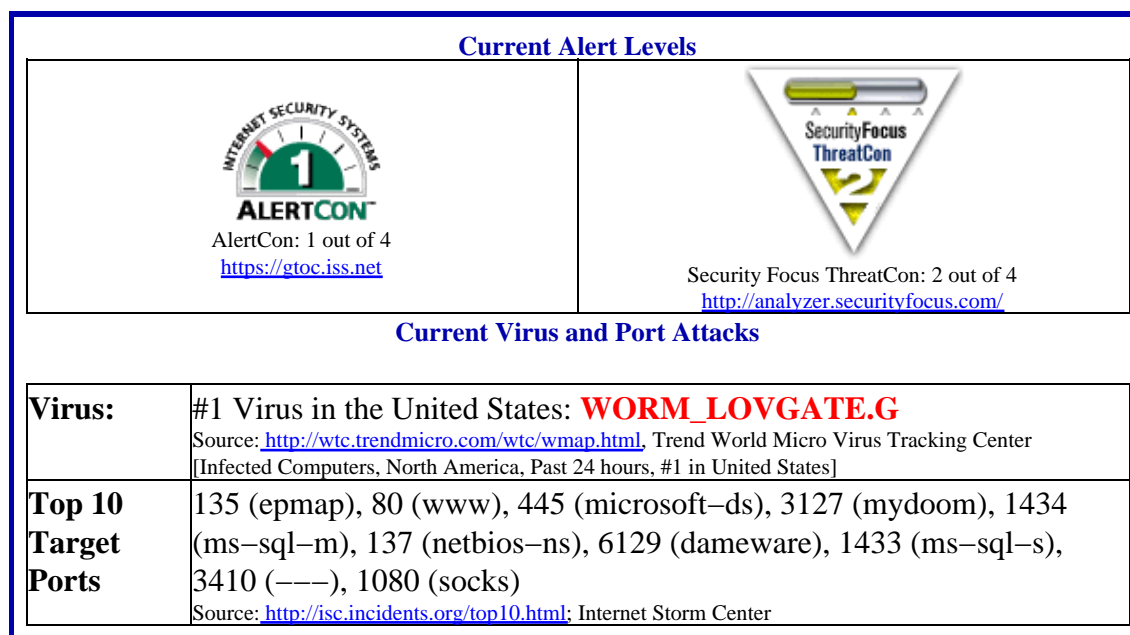 Current Alert Levels
INTERNET SECURITY SYSTEMS
1
ALERTCON™
AlertCon: 1 out of 4
https://gtoc.iss.net
SecurityFocus
ThreatCon
2
Security Focus ThreatCon: 2 out of 4
http://analyzer.securityfocus.com/
Current Virus and Port Attacks
Virus:
#1 Virus in the United States: WORM_LOVGATE.G
Source: http://wtc.trendmicro.com/wtc/wmap.html, Trend World Micro Virus Tracking Center
[Infected Computers, North America, Past 24 hours, #1 in United States]
Top 10
Target
Ports
135 (epmap), 80 (www), 445 (microsoft−ds), 3127 (mydoom), 1434
(ms−sql−m), 137 (netbios−ns), 6129 (dameware), 1433 (ms−sql−s),
3410 (−−−), 1080 (socks)
Source: http://isc.incidents.org/top10.html; Internet Storm Center